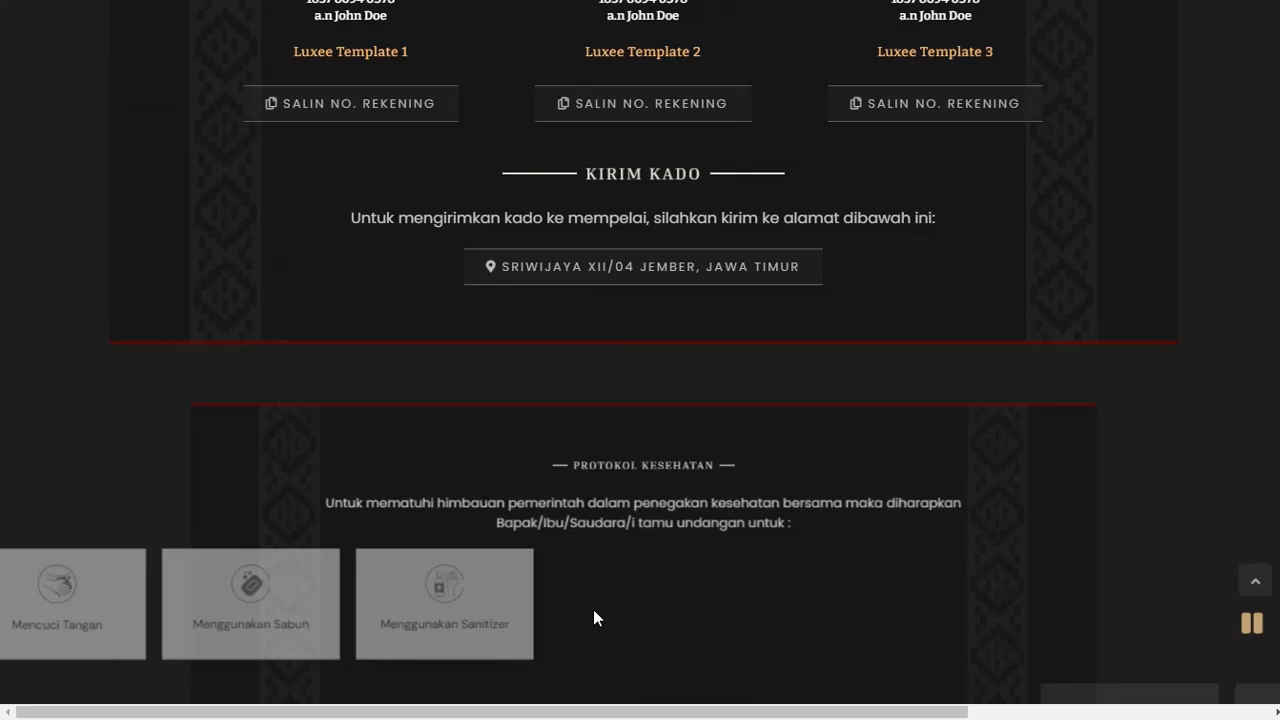 a.n John Doe
a.n John Doe
a.n John Doe
Luxee Template 1
Luxee Template 2
Luxee Template 3
SALIN NO. REKENING
SALIN NO. REKENING
SALIN NO. REKENING
KIRIM KADO
Untuk mengirimkan kado ke mempelai, silahkan kirim ke alamat dibawah ini:
SRIWIJAYA XII/04 JEMBER, JAWA TIMUR
PROTOKOL KESEHATAN
Untuk mematuhi himbauan pemerintah dalam penegakan kesehatan bersama maka diharapkan
Bapak/Ibu/Saudara/i tamu undangan untuk :
Mencuci Tangan
Menggunakan Sabun
Menggunakan Sanitizer